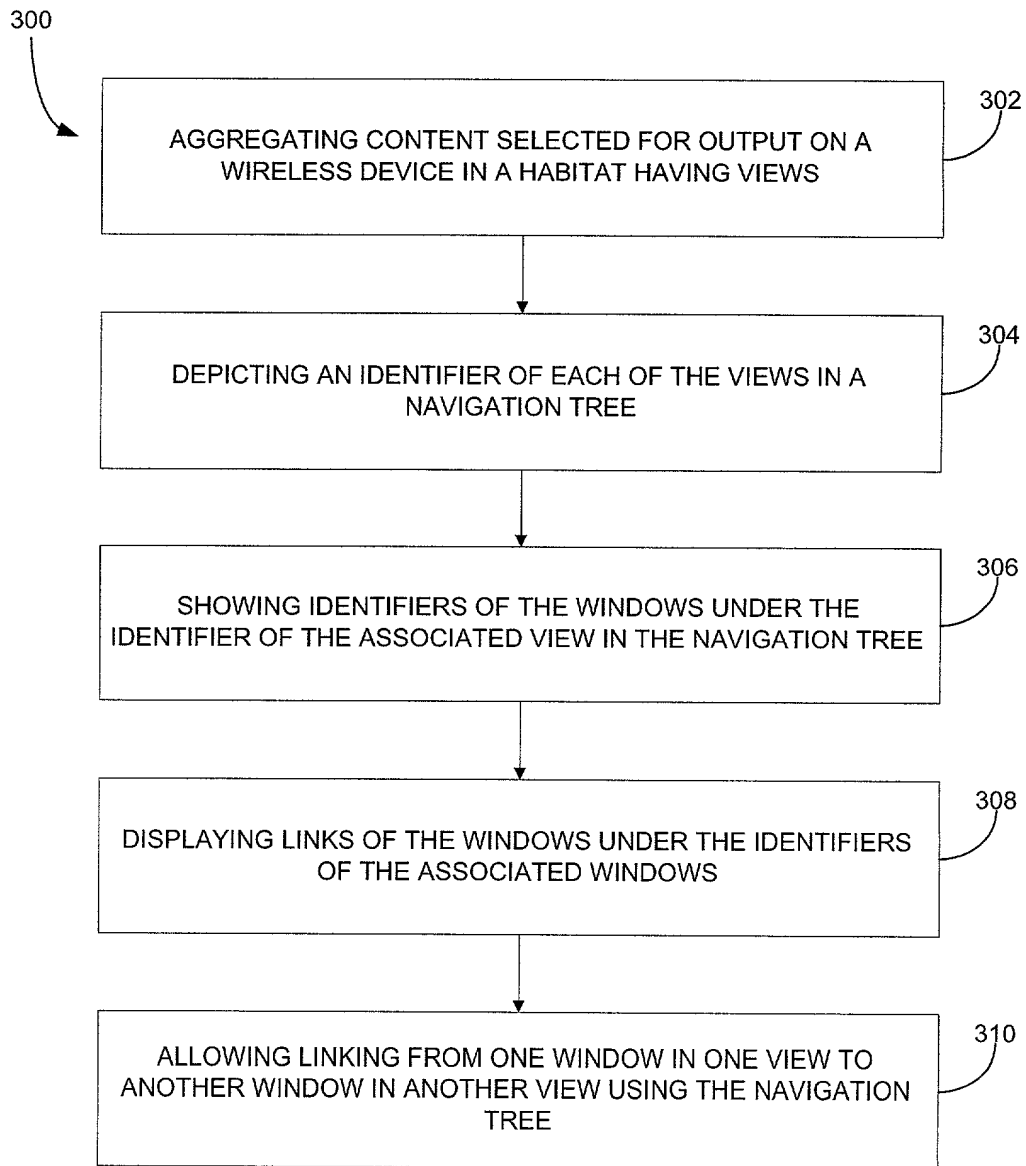 300
302
AGGREGATING CONTENT SELECTED FOR OUTPUT ON A
WIRELESS DEVICE IN A HABITAT HAVING VIEWS
304
DEPICTING AN IDENTIFIER OF EACH OF THE VIEWS IN A
NAVIGATION TREE
306
SHOWING IDENTIFIERS OF THE WINDOWS UNDER THE
IDENTIFIER OF THE ASSOCIATED VIEW IN THE NAVIGATION TREE
308
DISPLAYING LINKS OF THE WINDOWS UNDER THE IDENTIFIERS
OF THE ASSOCIATED WINDOWS
310
ALLOWING LINKING FROM ONE WINDOW IN ONE VIEW TO
ANOTHER WINDOW IN ANOTHER VIEW USING THE NAVIGATION
TREE